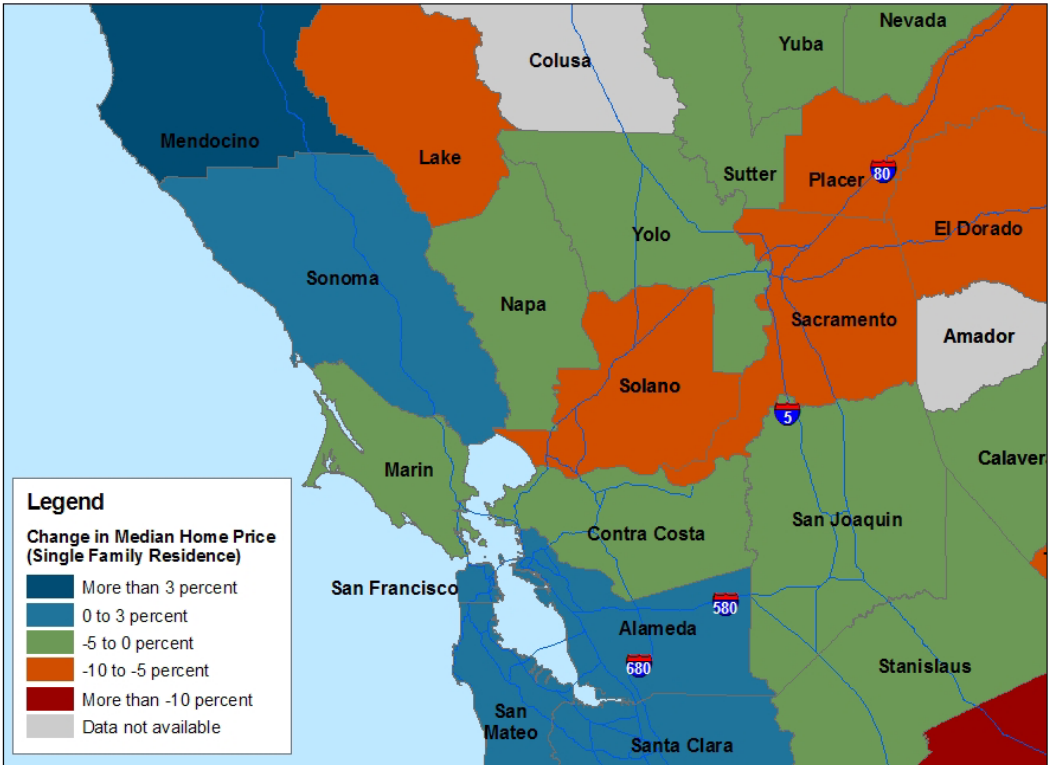 Nevada
Yuba
Colusa
Mendocino
Lake
Placer
80
Sutter
El Dorado
Yolo
Sonoma
Napa
Sacramento
Amador
Solano
5
Marin
Calaver
Contra Costa
San Joaquin
San Francisco
580
Alameda
680
Stanislaus
San
Mateo
Santa Clara
Legend
Change in Median Home Price
(Single Family Residence)
More than 3 percent
0 to 3 percent
-5 to 0 percent
-10 to -5 percent
More than -10 percent
Data not available